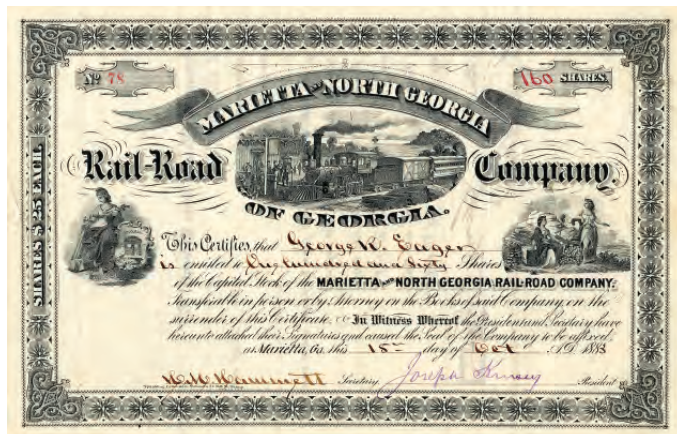 No 78
160 SHARES.
MARIETTA AND NORTH GEORGIA
Rail-Road Company,
OF GEORGIA.
SHARES $25 EACH.
This Certifies, that George R. Eager
is entitled to One hundred and Sixty Shares
of the Capital Stock of the MARIETTA AND NORTH GEORGIA RAIL-ROAD COMPANY.
Transferable in person or by Attorney on the Books of said Company, on the
surrender of this Certificate. In Witness Whereof the President and Secretary have
hereunto attached their Signatures and caused the Seal of the Company to be affixed,
at Marietta, Ga. this 15th day of Oct A.D. 1883
Secretary Joseph Kinsey President